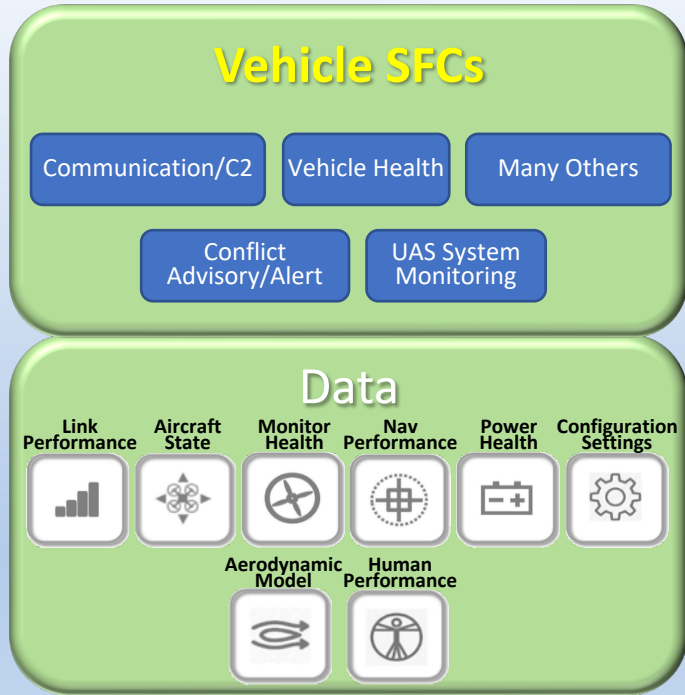 Vehicle SFCs
Communication/C2
Vehicle Health
Many Others
Conflict
Advisory/Alert
UAS System
Monitoring
Data
Link
Performance
Aircraft
State
Monitor
Health
Nav
Performance
Power
Health
Configuration
Settings
Aerodynamic
Model
Human
Performance